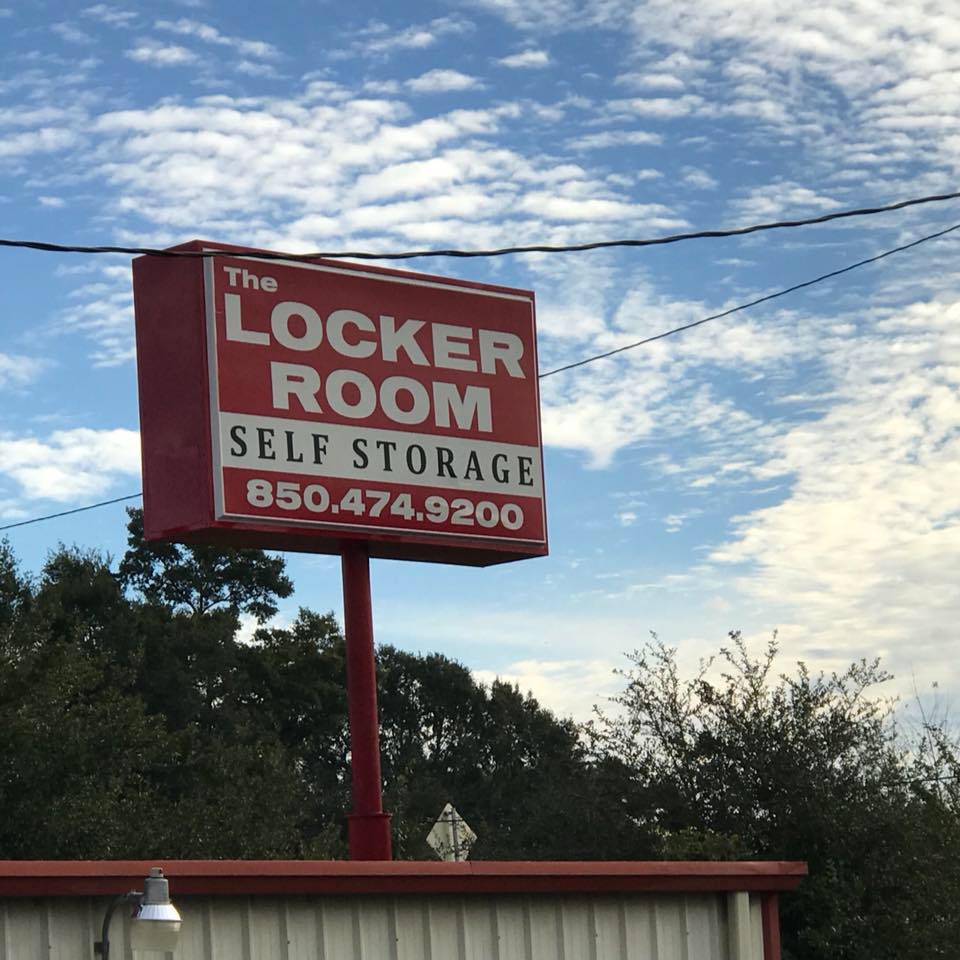 The
LOCKER
ROOM
SELF STORAGE
850.474.9200